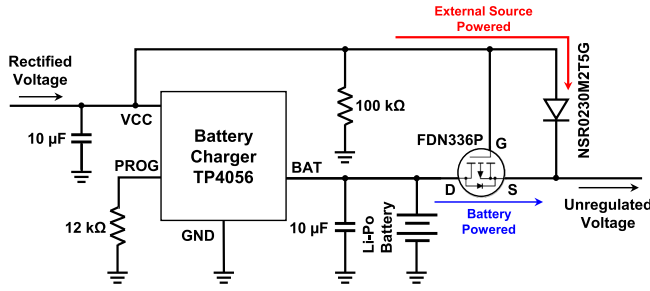 External Source
Powered
Rectified
Voltage
NSR0230M2T5G
10 µF
VCC
100 kΩ
Battery
Charger
TP4056
FDN336P
G
PROG
BAT
D
S
12 kΩ
GND
10 µF
Li-Po
Battery
Battery
Powered
Unregulated
Voltage